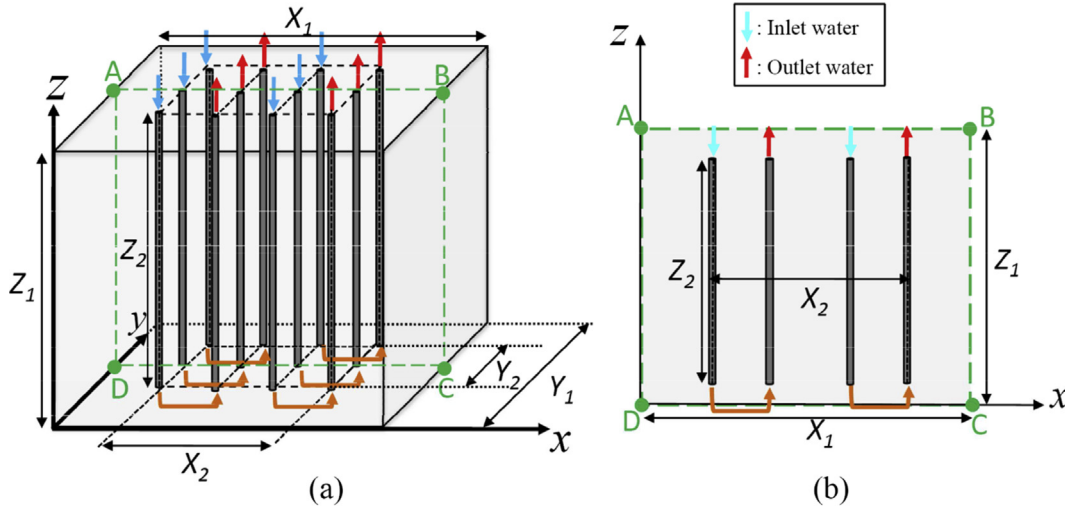 X1
A
B
z
Z1
Z2
y
D
C
Y2
Y1
x
X2
(a)
: Inlet water
: Outlet water
z
A
B
Z2
X2
Z1
D
X1
C
x
(b)